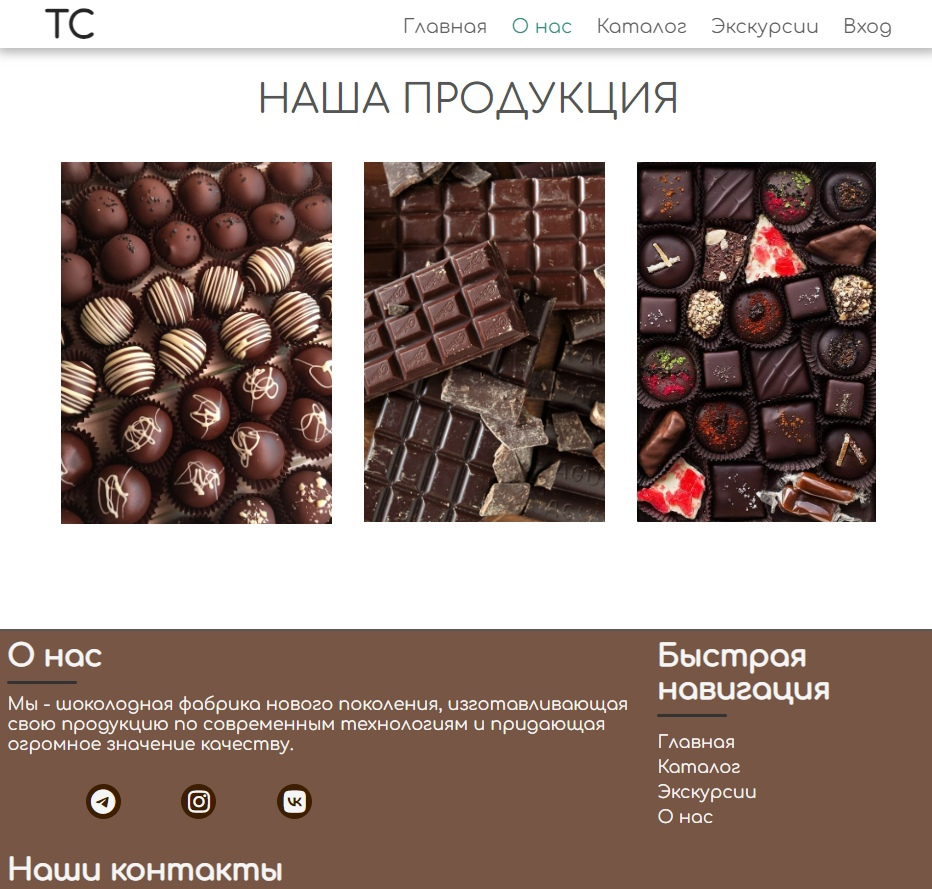 TC
Главная О нас Каталог Экскурсии Вход
НАША ПРОДУКЦИЯ
О нас
Мы - шоколодная фабрика нового поколения, изготавливающая
свою продукцию по современным технологиям и придающая
огромное значение качеству.
Быстрая
навигация
Главная
Каталог
Экскурсии
О нас
Наши контакты